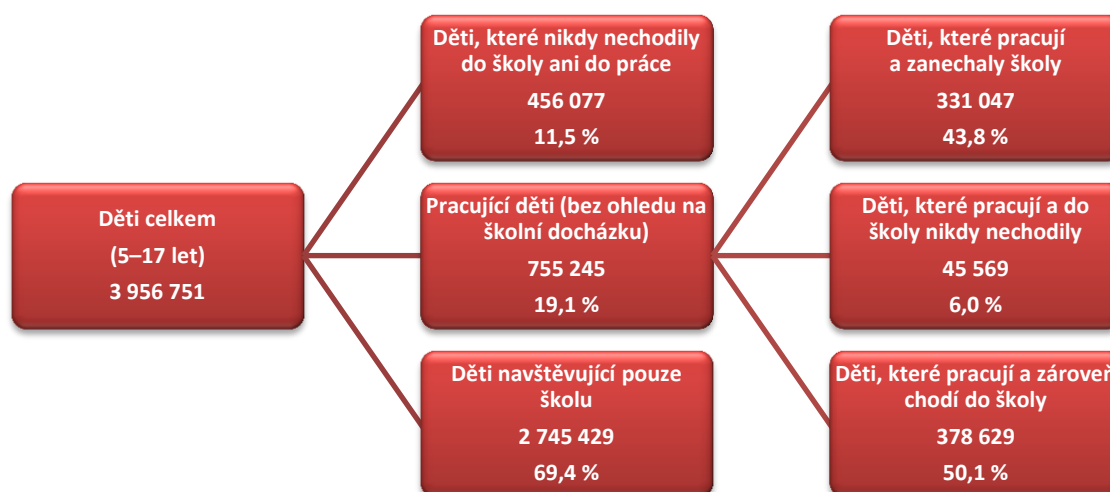 Děti celkem
(5–17 let)
3 956 751
Děti, které nikdy nechodily
do školy ani do práce
456 077
11,5 %
Pracující děti (bez ohledu na
školní docházku)
755 245
19,1 %
Děti navštěvující pouze
školu
2 745 429
69,4 %
Děti, které pracují
a zanechaly školy
331 047
43,8 %
Děti, které pracují a do
školy nikdy nechodily
45 569
6,0 %
Děti, které pracují a zároveň
chodí do školy
378 629
50,1 %